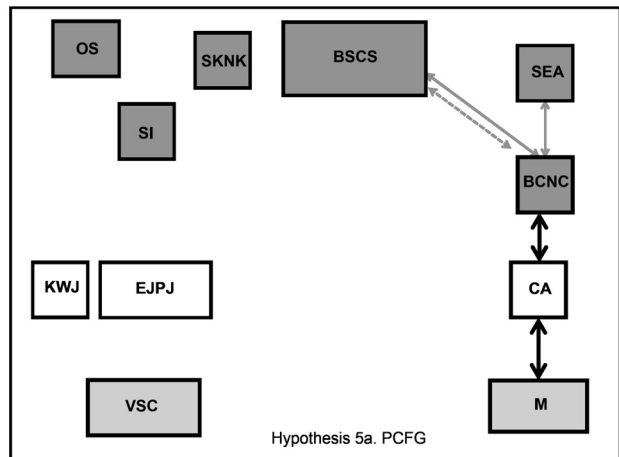 OS
SKNK
BSCS
SEA
SI
BCNC
KWJ
EJPJ
CA
VSC
M
Hypothesis 5a. PCFG